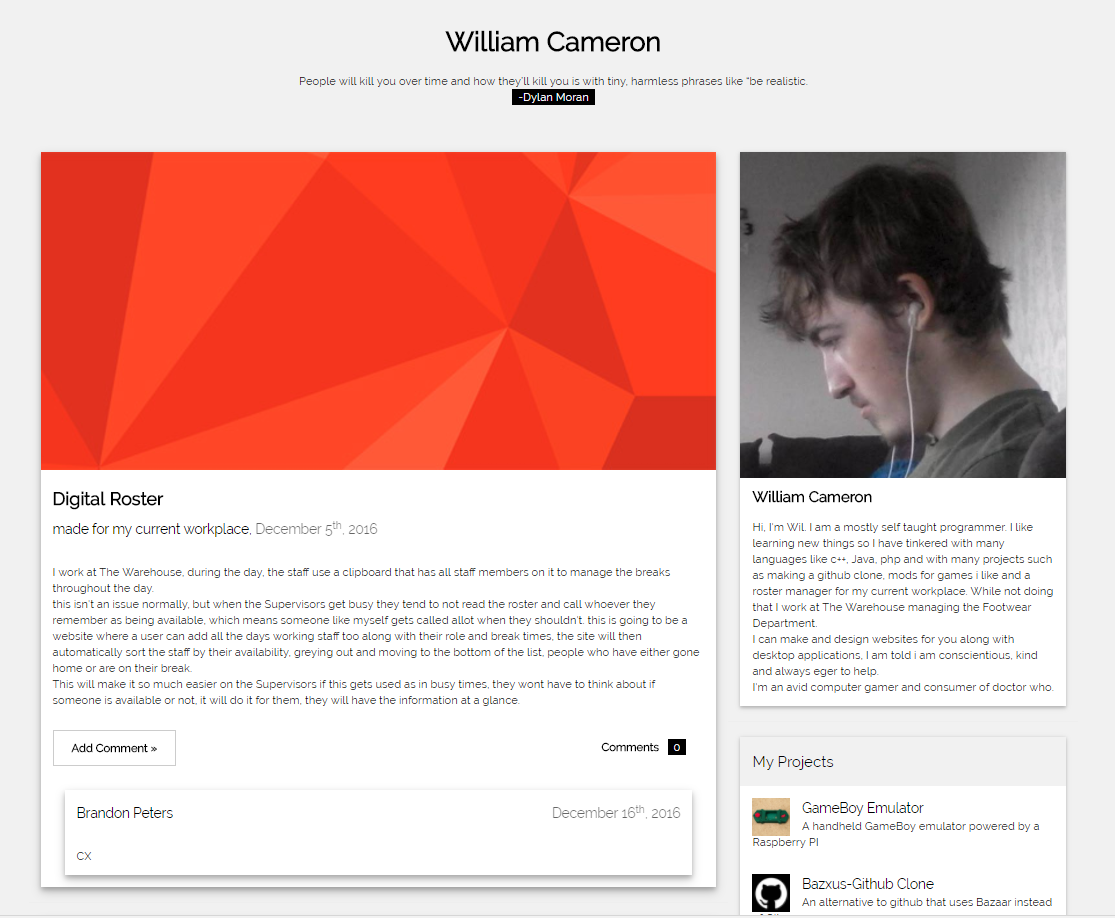 William Cameron
People will kill you over time and how they'll kill you is with tiny, harmless phrases like "be realistic.
-Dylan Moran
Digital Roster
made for my current workplace, December 5th, 2016
I work at The Warehouse, during the day, the staff use a clipboard that has all staff members on it to manage the breaks
throughout the day.
this isn't an issue normally, but when the Supervisors get busy they tend to not read the roster and call whoever they
remember as being available, which means someone like myself gets called allot when they shouldn't. this is going to be a
website where a user can add all the days working staff too along with their role and break times, the site will then
automatically sort the staff by their availability, greying out and moving to the bottom of the list, people who have either gone
home or are on their break.
This will make it so much easier on the Supervisors if this gets used as in busy times, they wont have to think about if
someone is available or not, it will do it for them, they will have the information at a glance.
Add Comment »
Comments 0
Brandon Peters December 16th, 2016
CX
William Cameron
Hi, I'm Wil. I am a mostly self taught programmer. I like
learning new things so I have tinkered with many
languages like c++, Java, php and with many projects such
as making a github clone, mods for games i like and a
roster manager for my current workplace. While not doing
that I work at The Warehouse managing the Footwear
Department.
I can make and design websites for you along with
desktop applications, I am told i am conscientious, kind
and always eger to help.
I'm an avid computer gamer and consumer of doctor who.
My Projects
GameBoy Emulator
A handheld GameBoy emulator powered by a
Raspberry PI
Bazxus-Github Clone
An alternative to github that uses Bazaar instead